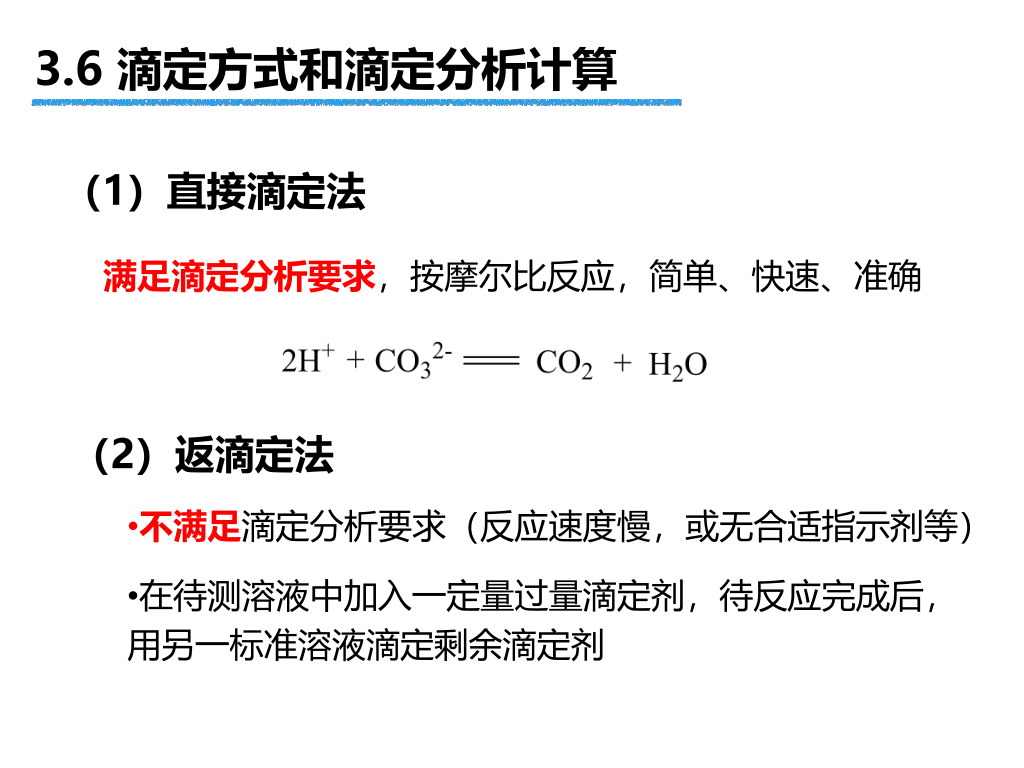 3.6 滴定方式和滴定分析计算
（1）直接滴定法
满足滴定分析要求，按摩尔比反应，简单、快速、准确
2H⁺ + CO₃²⁻ ══ CO₂ + H₂O
（2）返滴定法
•不满足滴定分析要求（反应速度慢，或无合适指示剂等）
•在待测溶液中加入一定量过量滴定剂，待反应完成后，
用另一标准溶液滴定剩余滴定剂